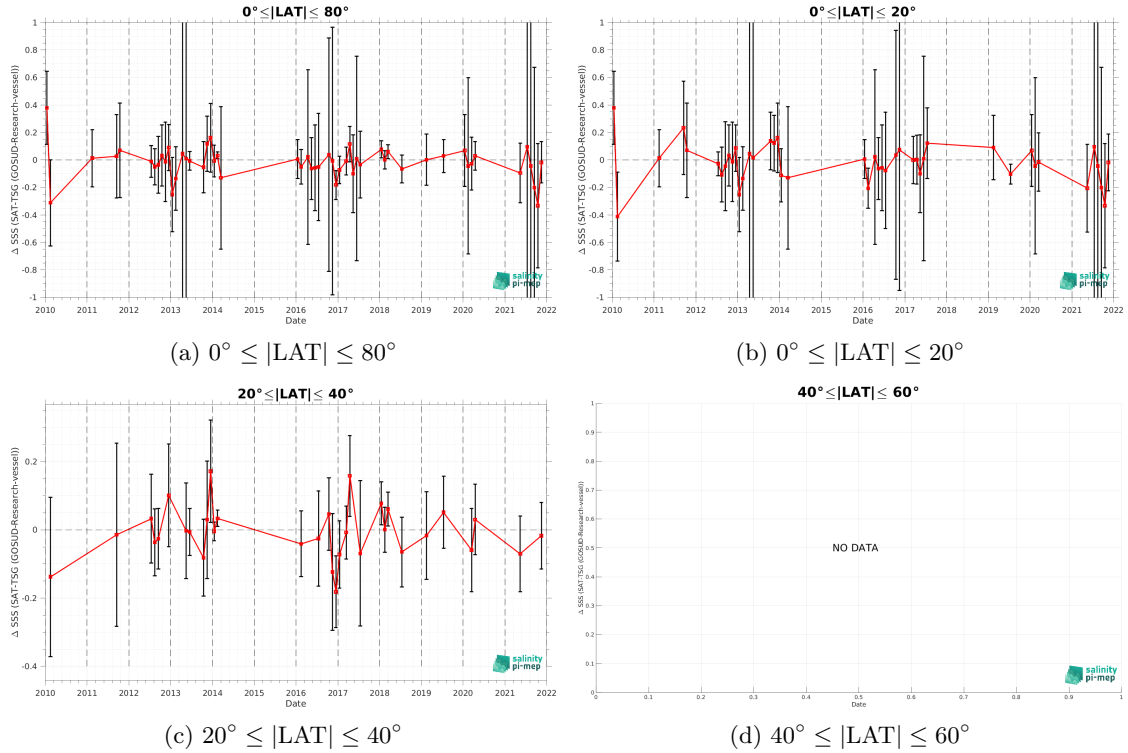 0°≤|LAT|≤ 80°
1
0.8
0.6
0.4
0.2
0
-0.2
-0.4
-0.6
-0.8
-1
Δ SSS (SAT-TSG (GOSUD-Research-vessel))
2010 2011 2012 2013 2014 2015 2016 2017 2018 2019 2020 2021 2022
Date
salinity
pi-mep
(a) 0° ≤ |LAT| ≤ 80°
0°≤|LAT|≤ 20°
1
0.8
0.6
0.4
0.2
0
-0.2
-0.4
-0.6
-0.8
-1
Δ SSS (SAT-TSG (GOSUD-Research-vessel))
2010 2011 2012 2013 2014 2015 2016 2017 2018 2019 2020 2021 2022
Date
salinity
pi-mep
(b) 0° ≤ |LAT| ≤ 20°
20°≤|LAT|≤ 40°
0.2
0
-0.2
-0.4
Δ SSS (SAT-TSG (GOSUD-Research-vessel))
2010 2011 2012 2013 2014 2015 2016 2017 2018 2019 2020 2021 2022
Date
salinity
pi-mep
(c) 20° ≤ |LAT| ≤ 40°
40°≤|LAT|≤ 60°
1
0.9
0.8
0.7
0.6
0.5
0.4
0.3
0.2
0.1
0
Δ SSS (SAT-TSG (GOSUD-Research-vessel))
NO DATA
0 0.1 0.2 0.3 0.4 0.5 0.6 0.7 0.8 0.9 1
Date
salinity
pi-mep
(d) 40° ≤ |LAT| ≤ 60°